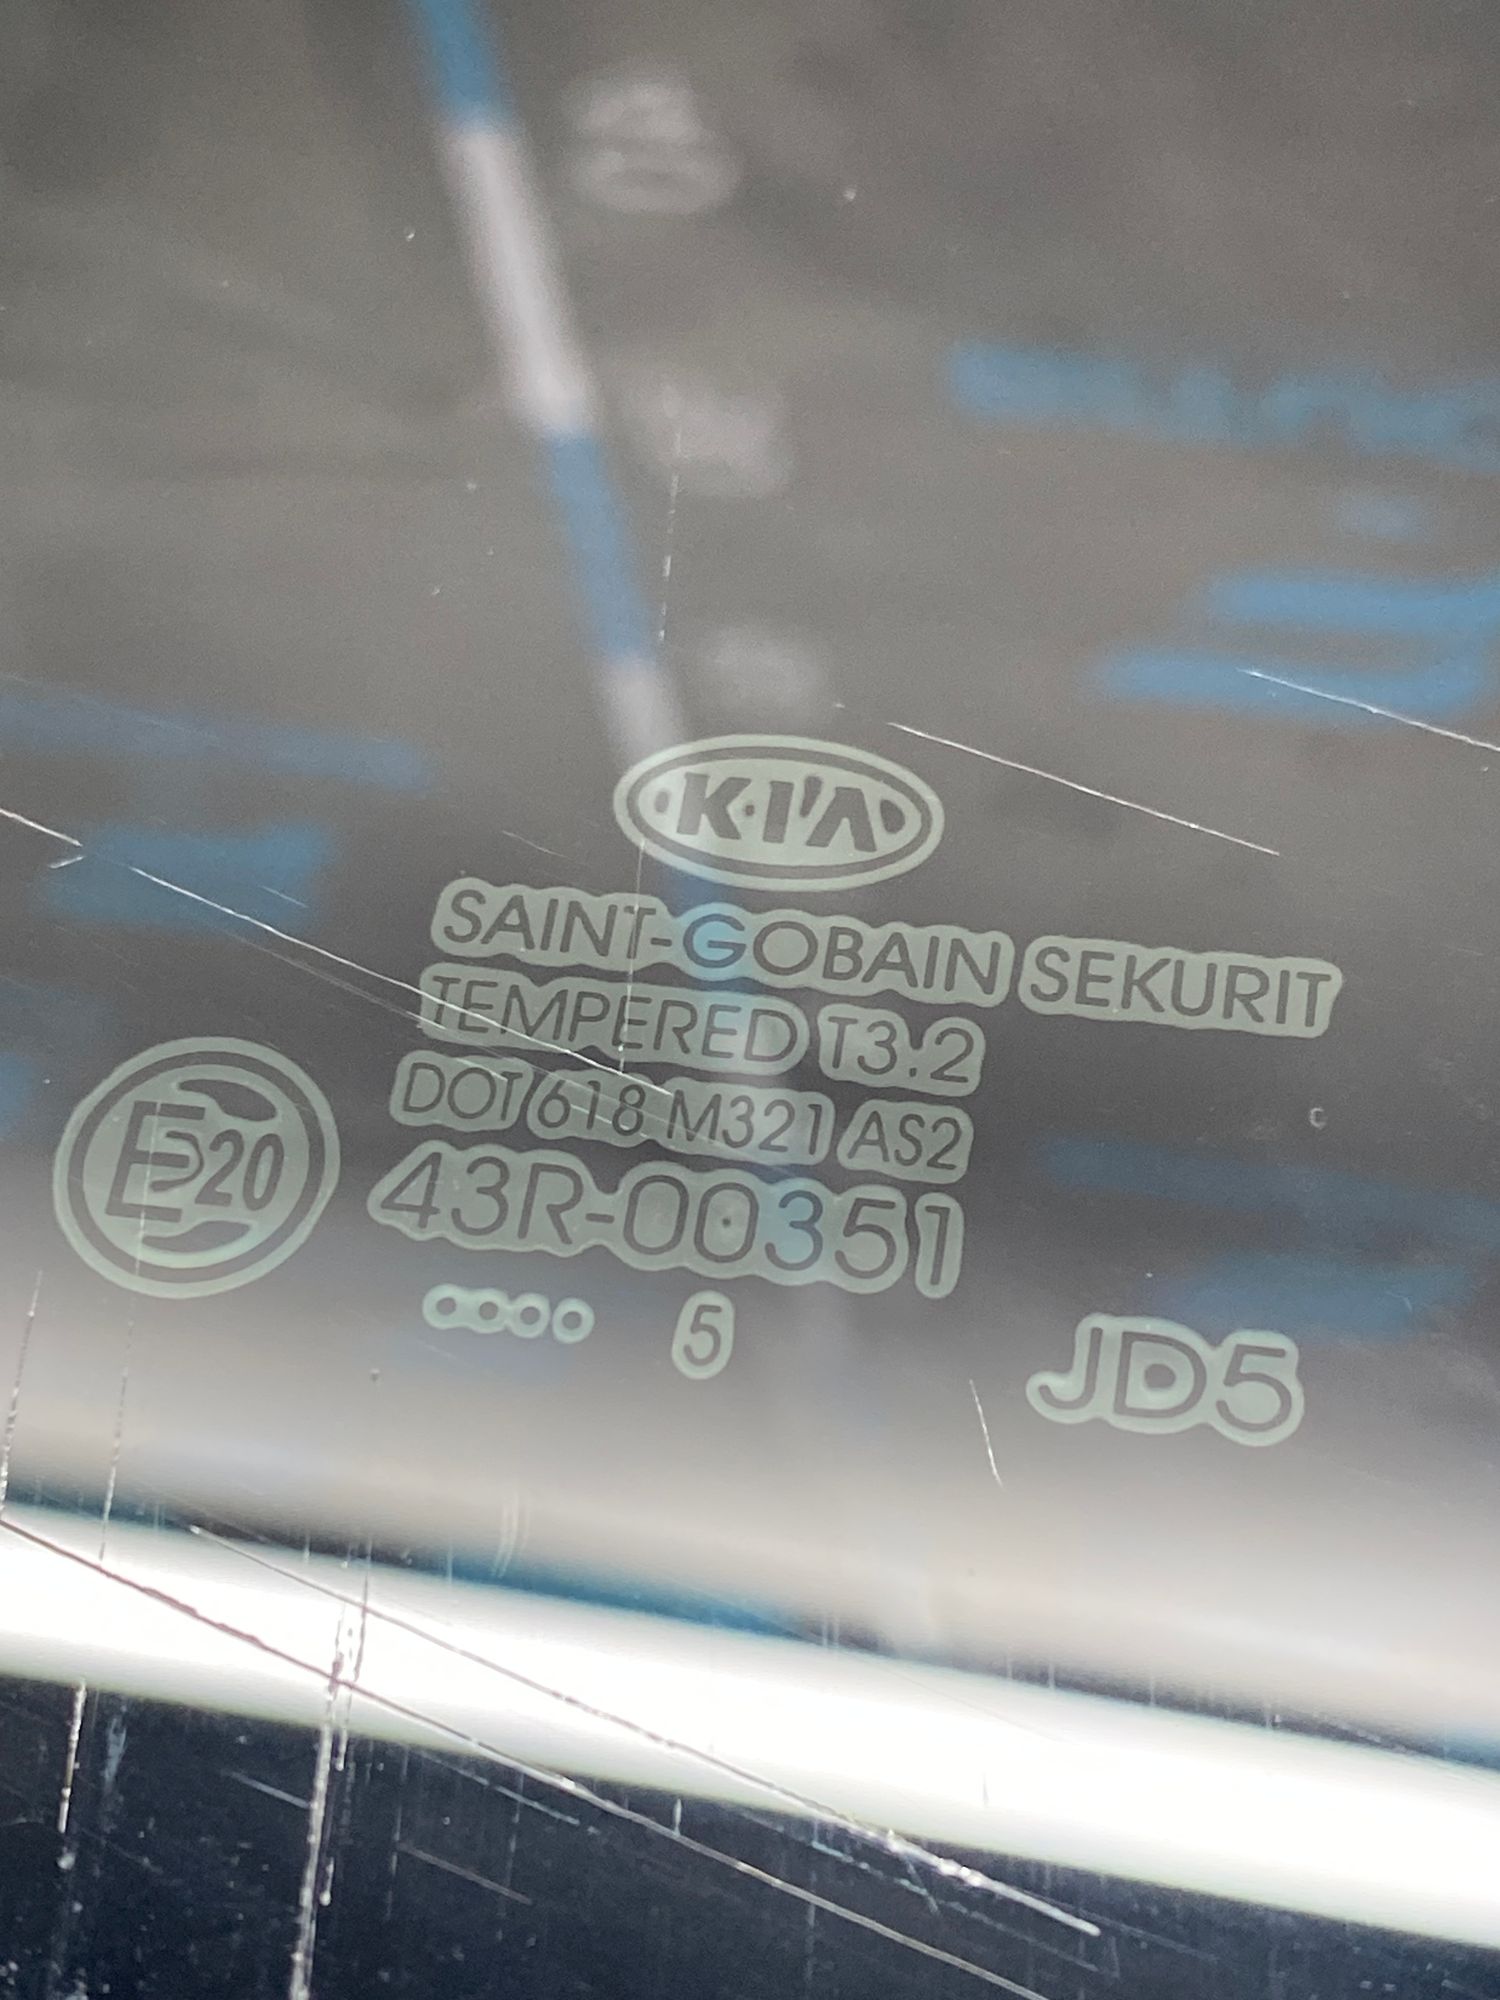 KIA
SAINT-GOBAIN SEKURIT
TEMPERED T3.2
DOT 618 M321 AS2
E20
43R-00351
5
JD5